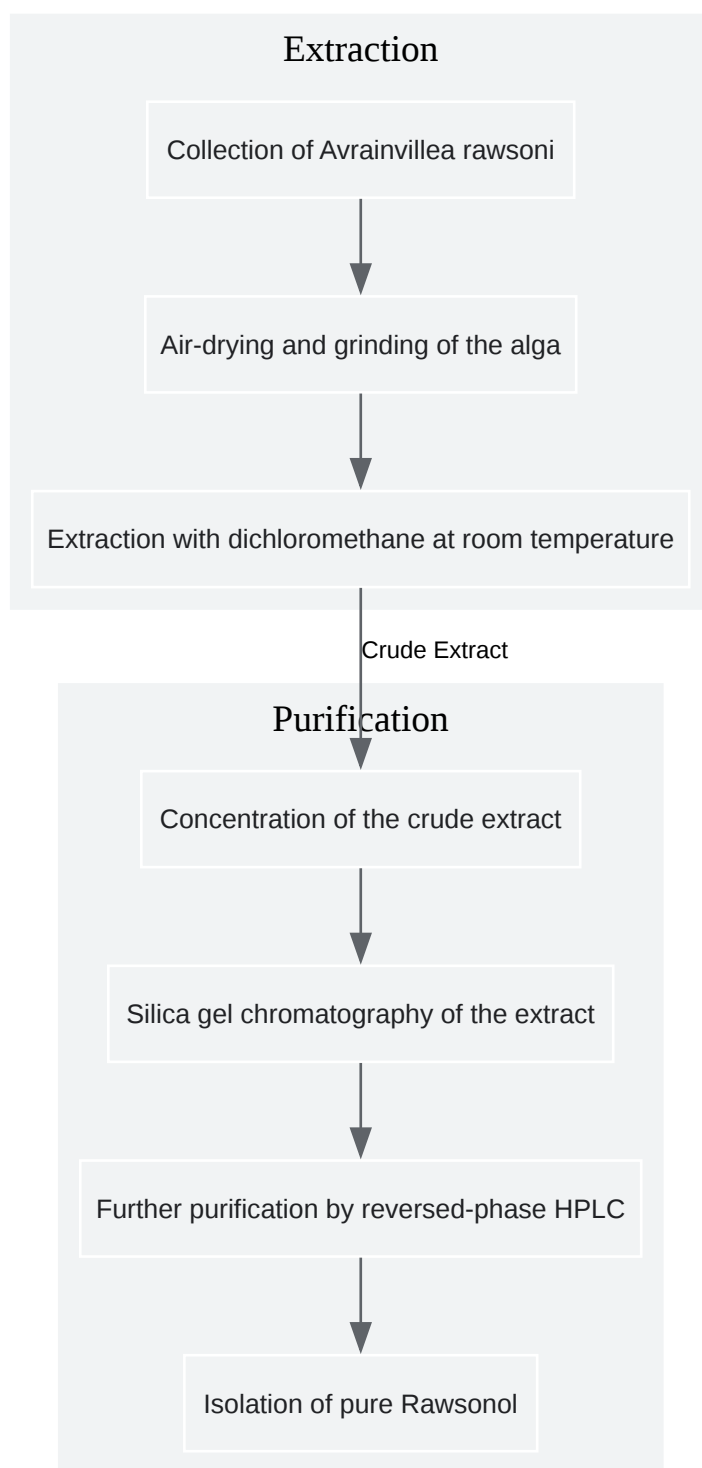 Extraction
Collection of Avrainvillea rawsoni
Air-drying and grinding of the alga
Extraction with dichloromethane at room temperature
Crude Extract
Purification
Concentration of the crude extract
Silica gel chromatography of the extract
Further purification by reversed-phase HPLC
Isolation of pure Rawsonol